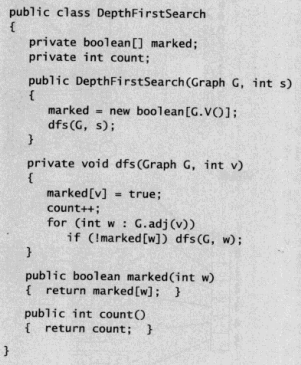 public class DepthFirstSearch
{
private boolean[] marked;
private int count;
public DepthFirstSearch(Graph G, int s)
{
marked = new boolean[G.V()];
dfs(G, s);
}
private void dfs(Graph G, int v)
{
marked[v] = true;
count++;
for (int w : G.adj(v))
if (!marked[w]) dfs(G, w);
}
public boolean marked(int w)
{ return marked[w]; }
public int count()
{ return count; }
}